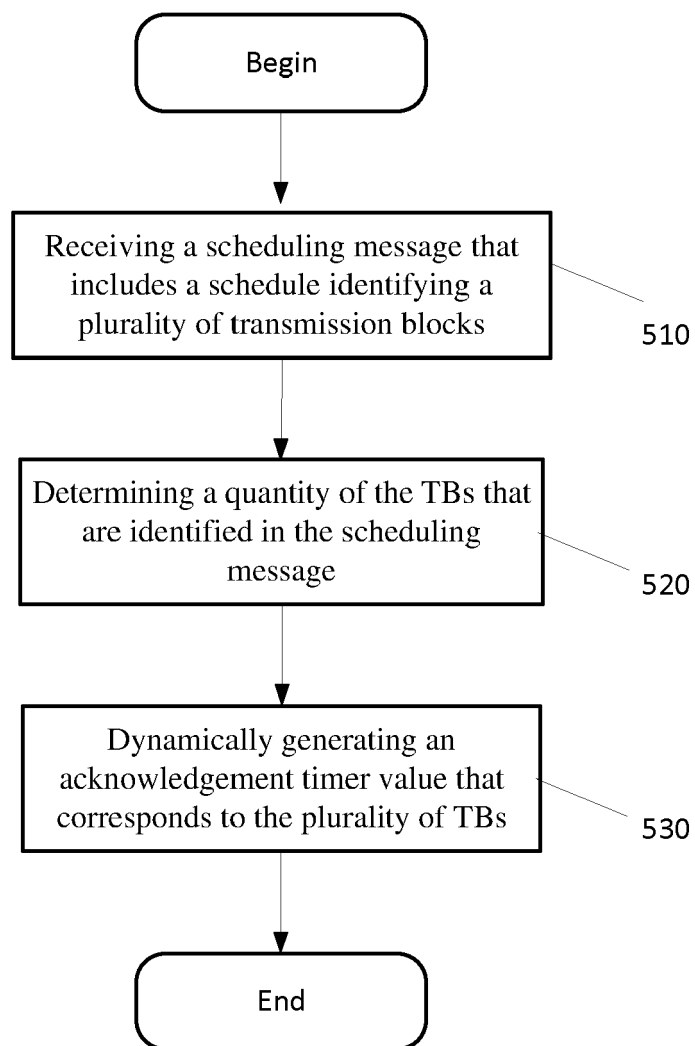 Begin
Receiving a scheduling message that
includes a schedule identifying a
plurality of transmission blocks
510
Determining a quantity of the TBs that
are identified in the scheduling
message
520
Dynamically generating an
acknowledgement timer value that
corresponds to the plurality of TBs
530
End